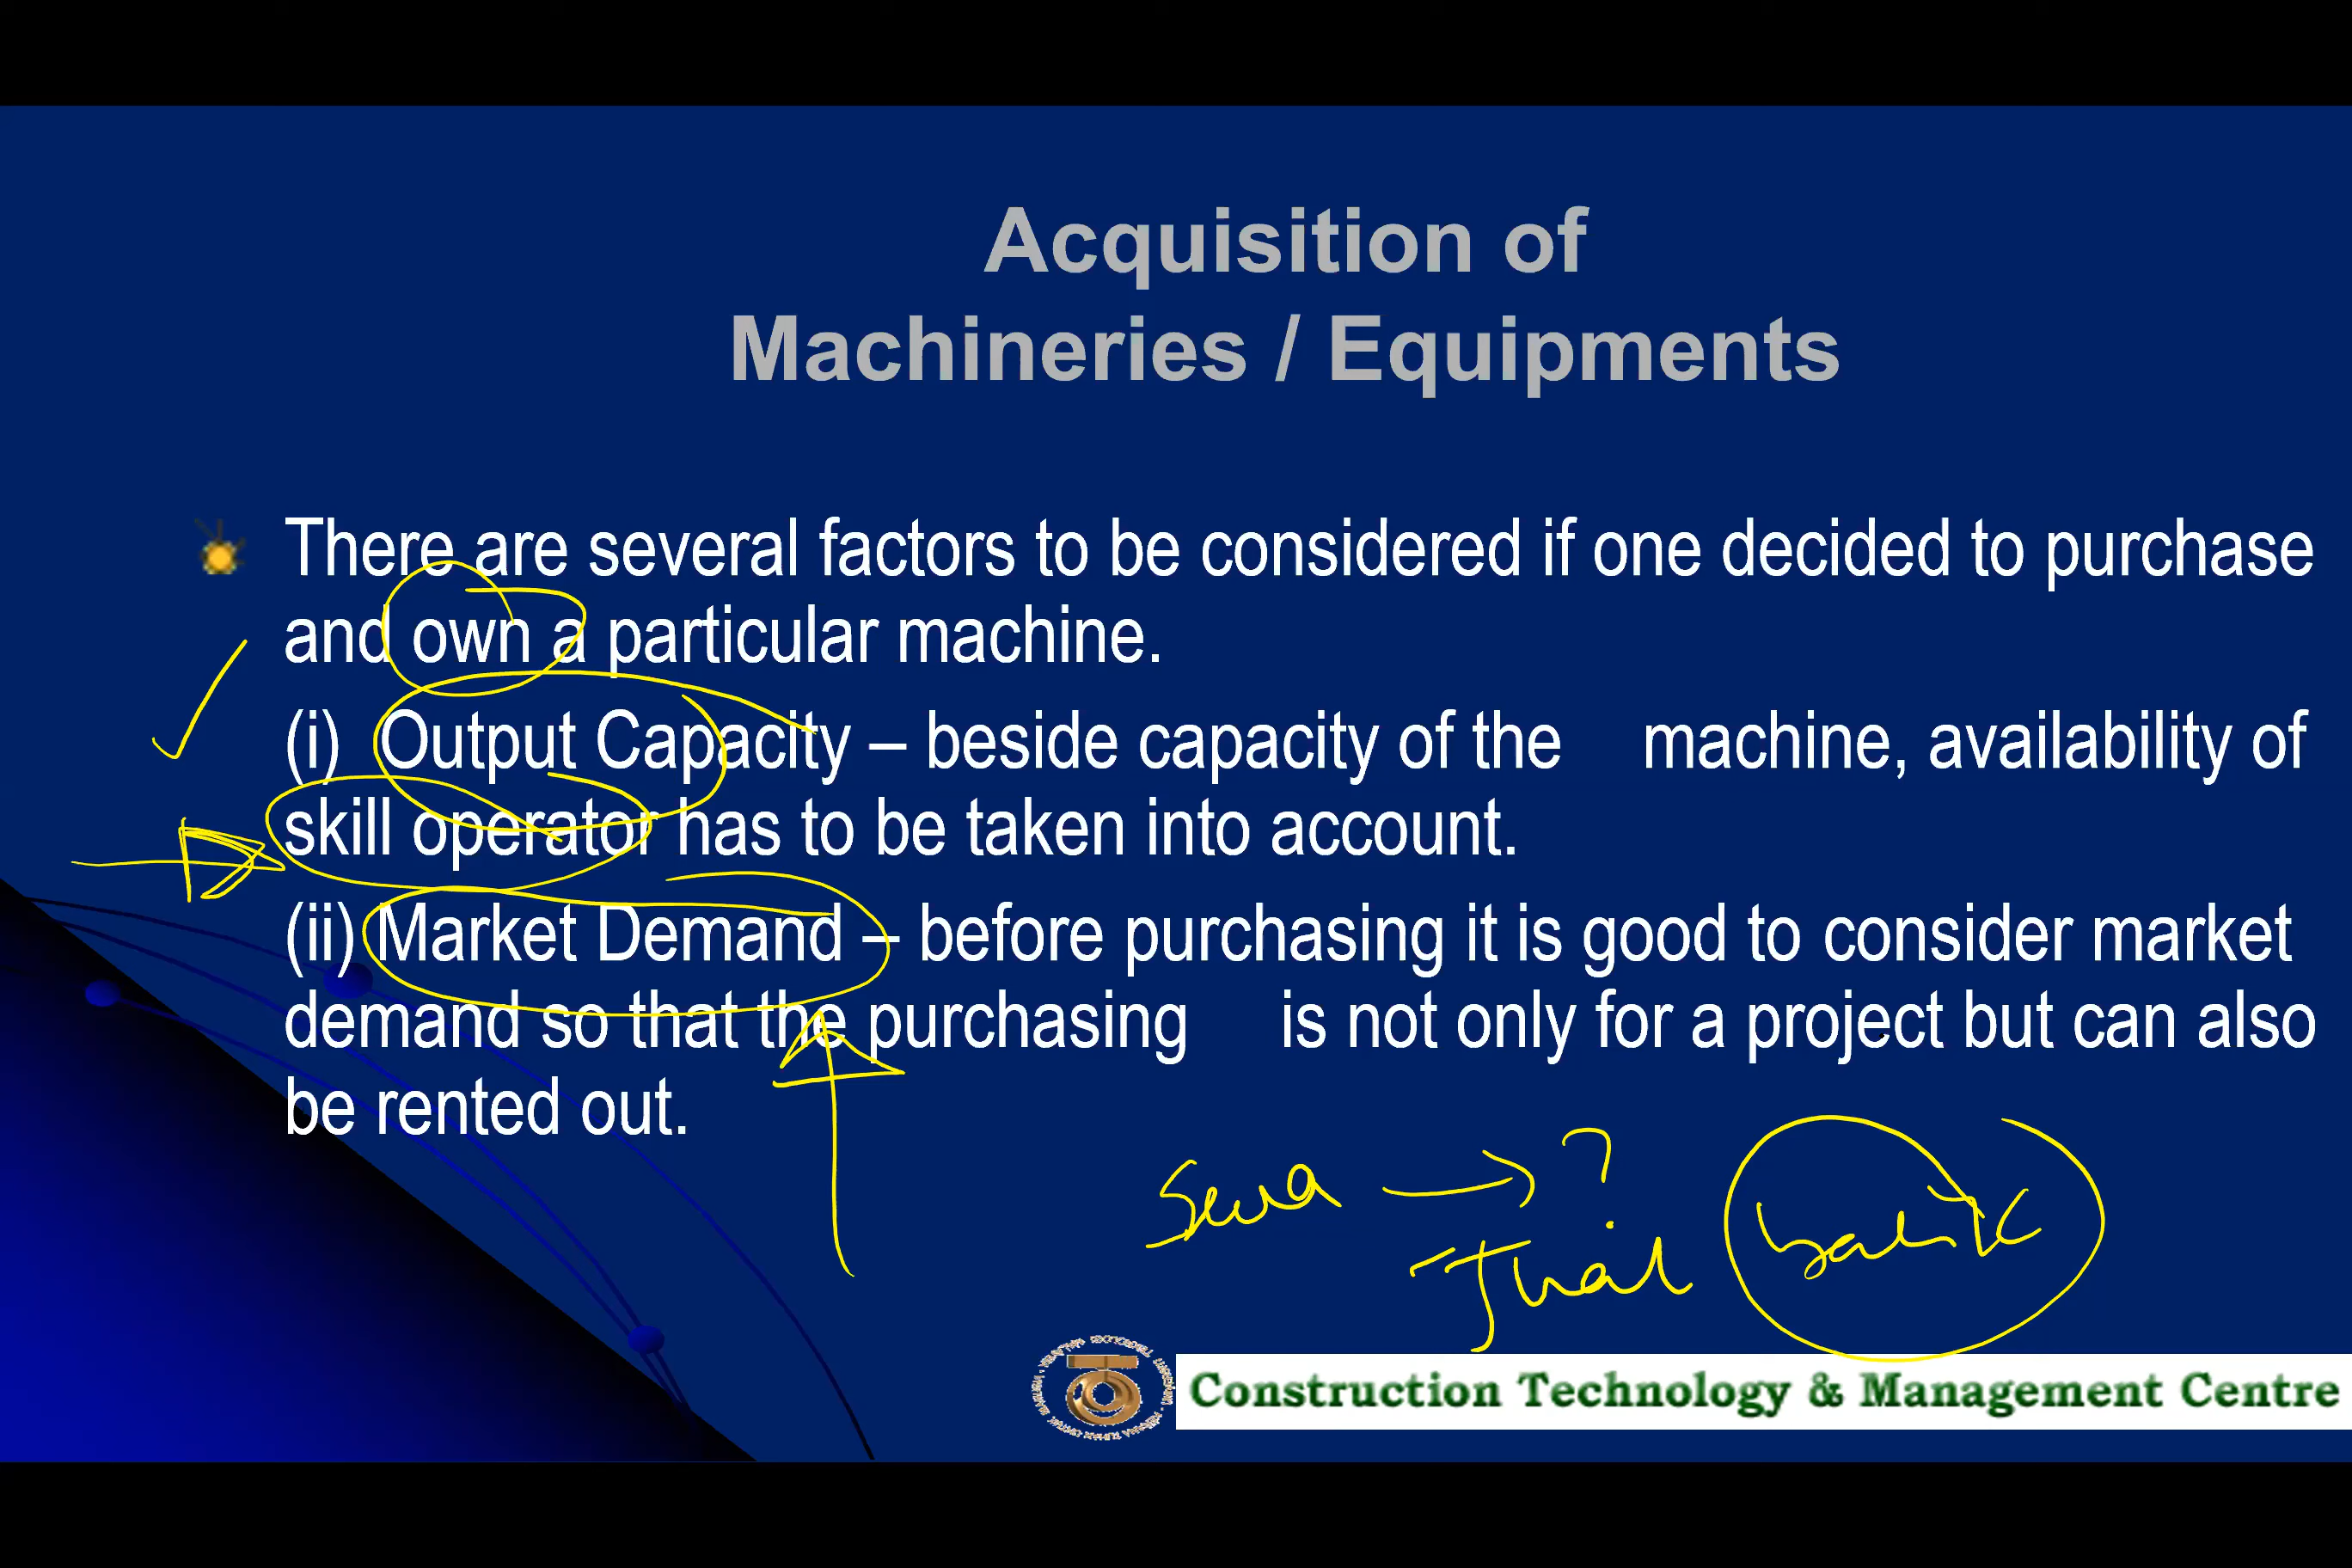 Acquisition of
Machineries / Equipments
There are several factors to be considered if one decided to purchase
and own a particular machine.
(i) Output Capacity – beside capacity of the machine, availability of
skill operator has to be taken into account.
(ii) Market Demand – before purchasing it is good to consider market
demand so that the purchasing is not only for a project but can also
be rented out.
Sewa → ?
Jual
Construction Technology & Management Centre